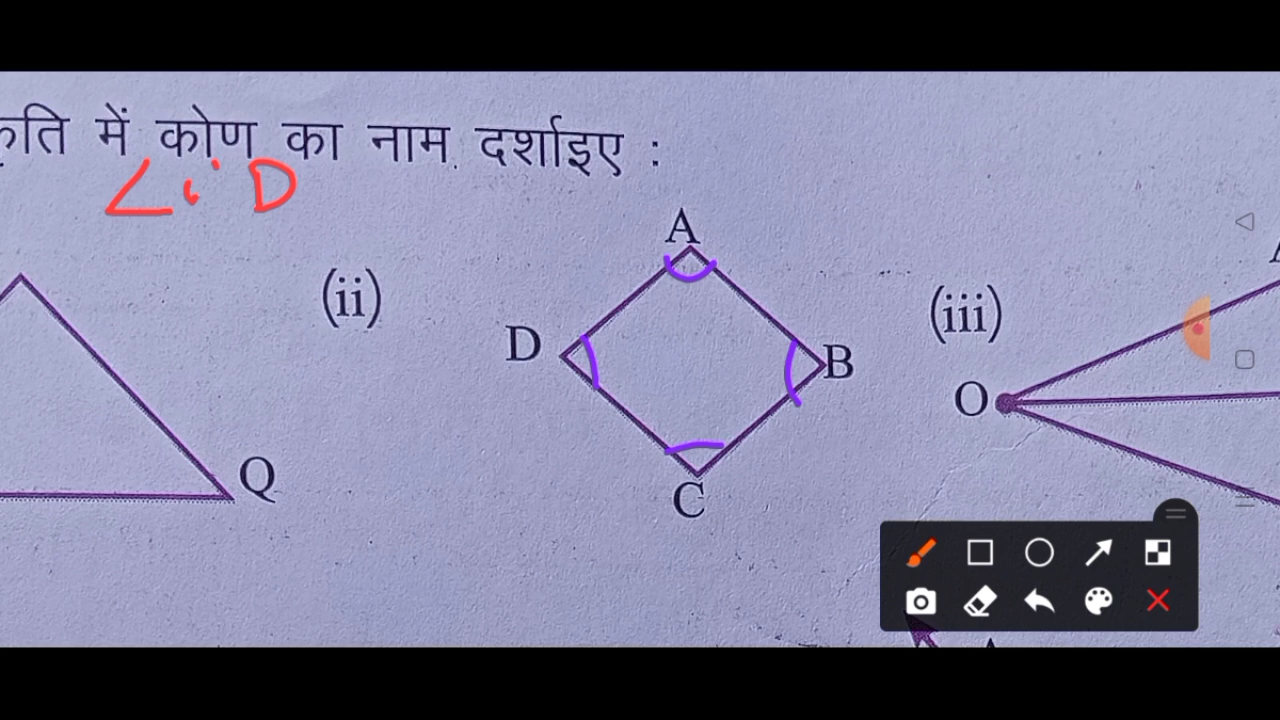 कृति में कोण का नाम दर्शाइए :
D
(ii)
A
D
B
C
Q
(iii)
O